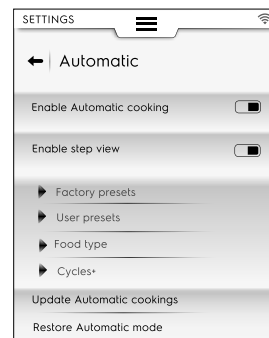 SETTINGS
Automatic
Enable Automatic cooking
Enable step view
Factory presets
User presets
Food type
Cycles+
Update Automatic cookings
Restore Automatic mode